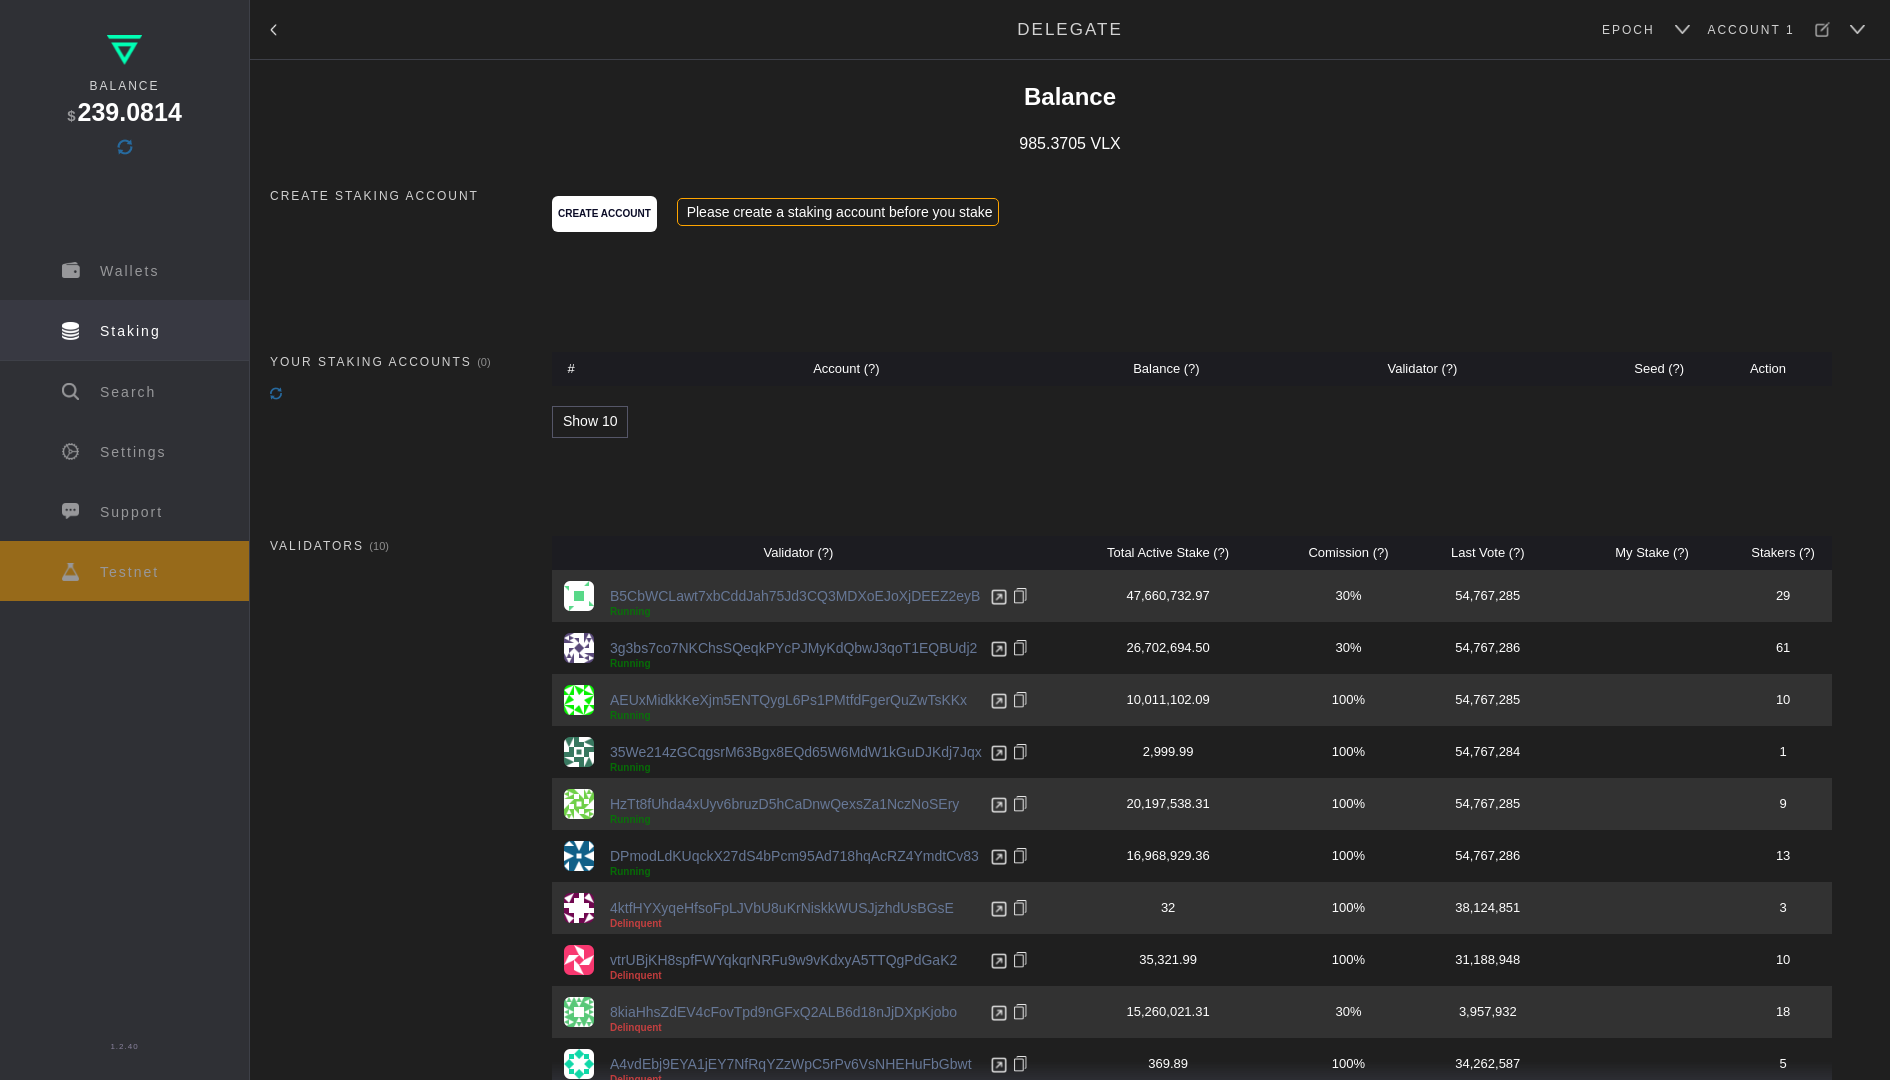 DELEGATE
EPOCH
ACCOUNT 1
BALANCE
$239.0814
Balance
985.3705 VLX
CREATE STAKING ACCOUNT
CREATE ACCOUNT
Please create a staking account before you stake
Wallets
Staking
Search
Settings
Support
Testnet
YOUR STAKING ACCOUNTS (0)
# Account (?) Balance (?) Validator (?) Seed (?) Action
Show 10
VALIDATORS (10)
Validator (?) Total Active Stake (?) Comission (?) Last Vote (?) My Stake (?) Stakers (?)
B5CbWCLawt7xbCddJah75Jd3CQ3MDXoEJoXjDEEZ2eyB 47,660,732.97 30% 54,767,285 29
Running
3g3bs7co7NKChsSQeqkPYcPJMyKdQbwJ3qoT1EQBUdj2 26,702,694.50 30% 54,767,286 61
Running
AEUxMidkkKeXjm5ENTQygL6Ps1PMtfdFgerQuZwTsKKx 10,011,102.09 100% 54,767,285 10
Running
35We214zGCqgsrM63Bgx8EQd65W6MdW1kGuDJKdj7Jqx 2,999.99 100% 54,767,284 1
Running
HzTt8fUhda4xUyv6bruzD5hCaDnwQexsZa1NczNoSEry 20,197,538.31 100% 54,767,285 9
Running
DPmodLdKUqckX27dS4bPcm95Ad718hqAcRZ4YmdtCv83 16,968,929.36 100% 54,767,286 13
Running
4ktfHYXyqeHfsoFpLJVbU8uKrNiskkWUSJjzhdUsBGsE 32 100% 38,124,851 3
Delinquent
vtrUBjKH8spfFWYqkqrNRFu9w9vKdxyA5TTQgPdGaK2 35,321.99 100% 31,188,948 10
Delinquent
8kiaHhsZdEV4cFovTpd9nGFxQ2ALB6d18nJjDXpKjobo 15,260,021.31 30% 3,957,932 18
Delinquent
A4vdEbj9EYA1jEY7NfRqYZzWpC5rPv6VsNHEHuFbGbwt 369.89 100% 34,262,587 5
Delinquent
1.2.40